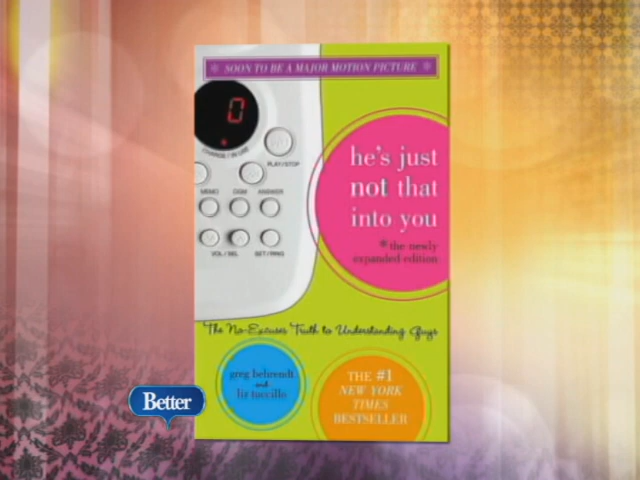 * SOON TO BE A MAJOR MOTION PICTURE *
0
CHARGE / IN USE
PLAY/STOP
MEMO OGM ANSWER
VOL/SEL SET/RING
he's just
not that
into you
*the newly
expanded edition
The No-Excuses Truth to Understanding Guys
greg behrendt
and
liz tuccillo
THE #1
NEW YORK
TIMES
BESTSELLER
Better